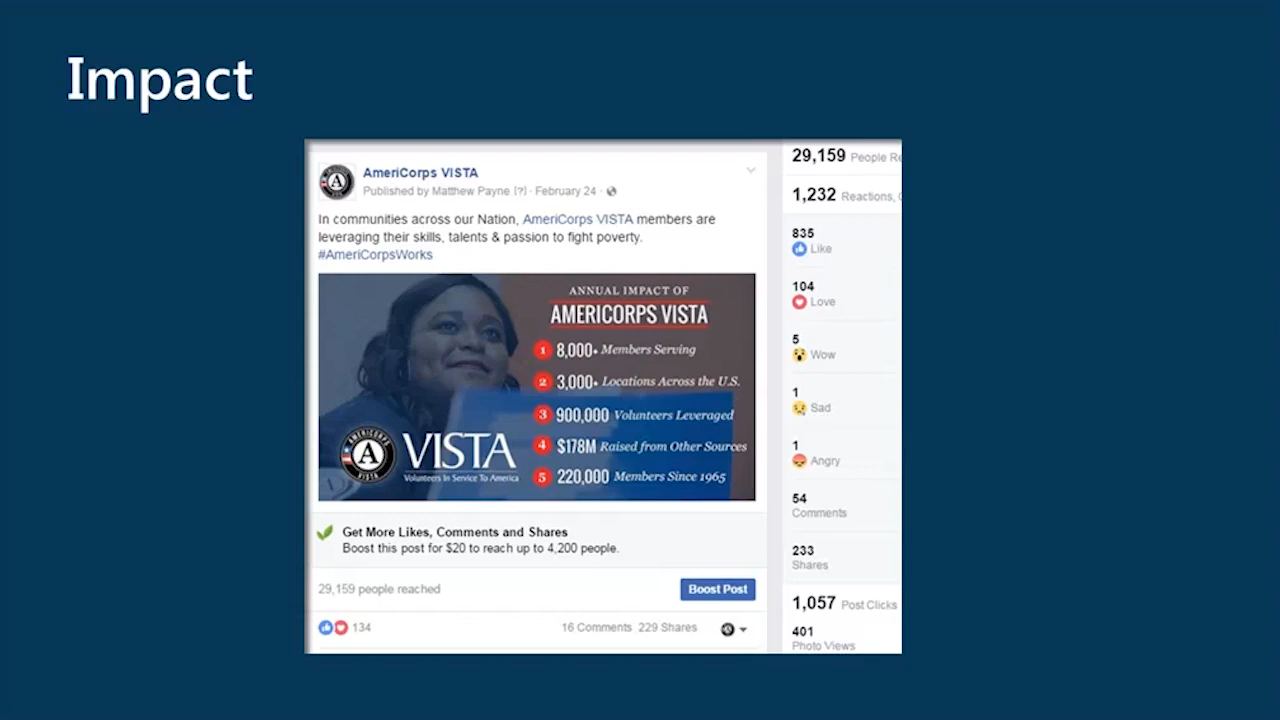 Impact
AmeriCorps VISTA
Published by Matthew Payne [?] · February 24 ·
In communities across our Nation, AmeriCorps VISTA members are
leveraging their skills, talents & passion to fight poverty.
#AmeriCorpsWorks
ANNUAL IMPACT OF
AMERICORPS VISTA
1 8,000+ Members Serving
2 3,000+ Locations Across the U.S.
3 900,000 Volunteers Leveraged
4 $178M Raised from Other Sources
5 220,000 Members Since 1965
AMERICORPS
A
VISTA
VISTA
Volunteers In Service To America
Get More Likes, Comments and Shares
Boost this post for $20 to reach up to 4,200 people.
29,159 people reached
Boost Post
134
16 Comments 229 Shares
29,159 People Re
1,232 Reactions,
835
Like
104
Love
5
Wow
1
Sad
1
Angry
54
Comments
233
Shares
1,057 Post Clicks
401
Photo Views